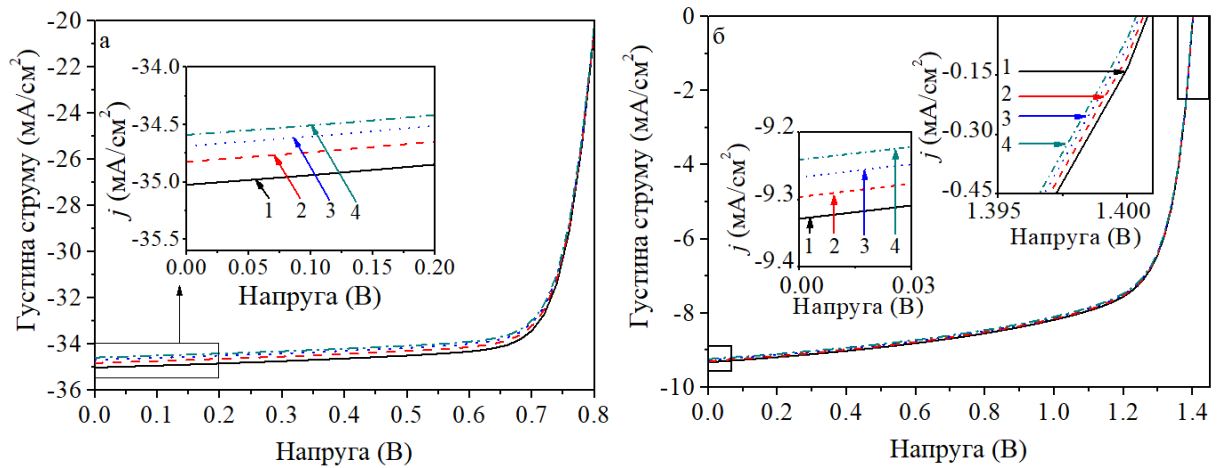 а
Густина струму (мА/см²)
-20
-22
-24
-26
-28
-30
-32
-34
-36
0.0 0.1 0.2 0.3 0.4 0.5 0.6 0.7 0.8
Напруга (В)
j (мА/см²)
-34.0
-34.5
-35.0
-35.5
0.00 0.05 0.10 0.15 0.20
Напруга (В)
1 2 3 4
б
Густина струму (мА/см²)
0
-2
-4
-6
-8
-10
0.0 0.2 0.4 0.6 0.8 1.0 1.2 1.4
Напруга (В)
j (мА/см²)
-9.2
-9.3
-9.4
0.00 0.03
Напруга (В)
1 2 3 4
j (мА/см²)
-0.15
-0.30
-0.45
1.395 1.400
Напруга (В)
1
2
3
4